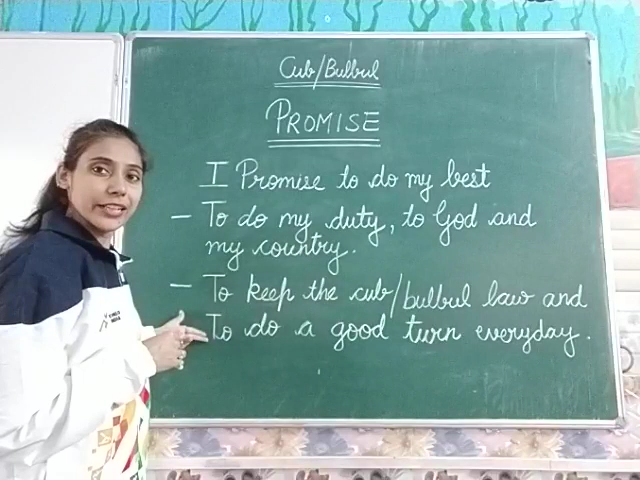 Cub/Bulbul
PROMISE
I Promise to do my best
– To do my duty, to God and
my country.
– To keep the cub/bulbul law and
To do a good turn everyday.